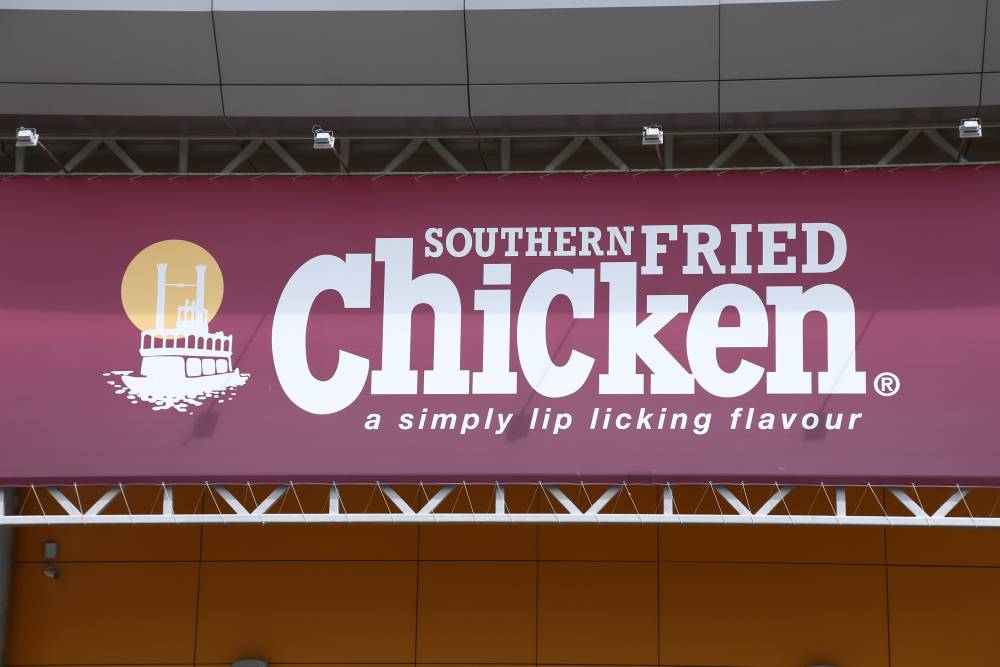 SOUTHERN FRIED
Chicken®
a simply lip licking flavour